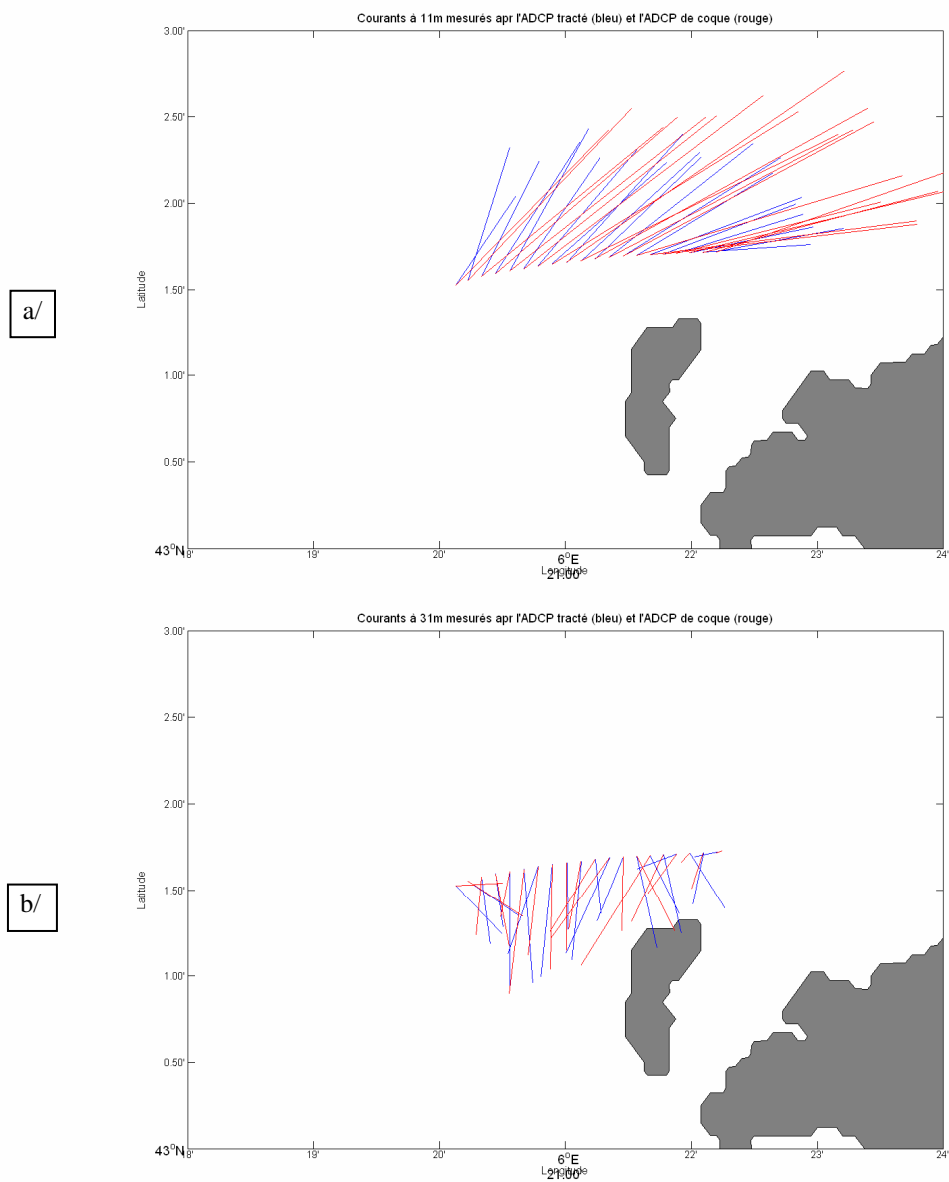 a/
Courants á 11m mesurés apr l'ADCP tracté (bleu) et l'ADCP de coque (rouge)
3.00'
2.50'
2.00'
1.50'
1.00'
0.50'
43°N
Latitude
18'
19'
20'
6°E
21.00'
22'
23'
24'
Longitude
b/
Courants á 31m mesurés apr l'ADCP tracté (bleu) et l'ADCP de coque (rouge)
3.00'
2.50'
2.00'
1.50'
1.00'
0.50'
43°N
Latitude
18'
19'
20'
6°E
21.00'
22'
23'
24'
Longitude